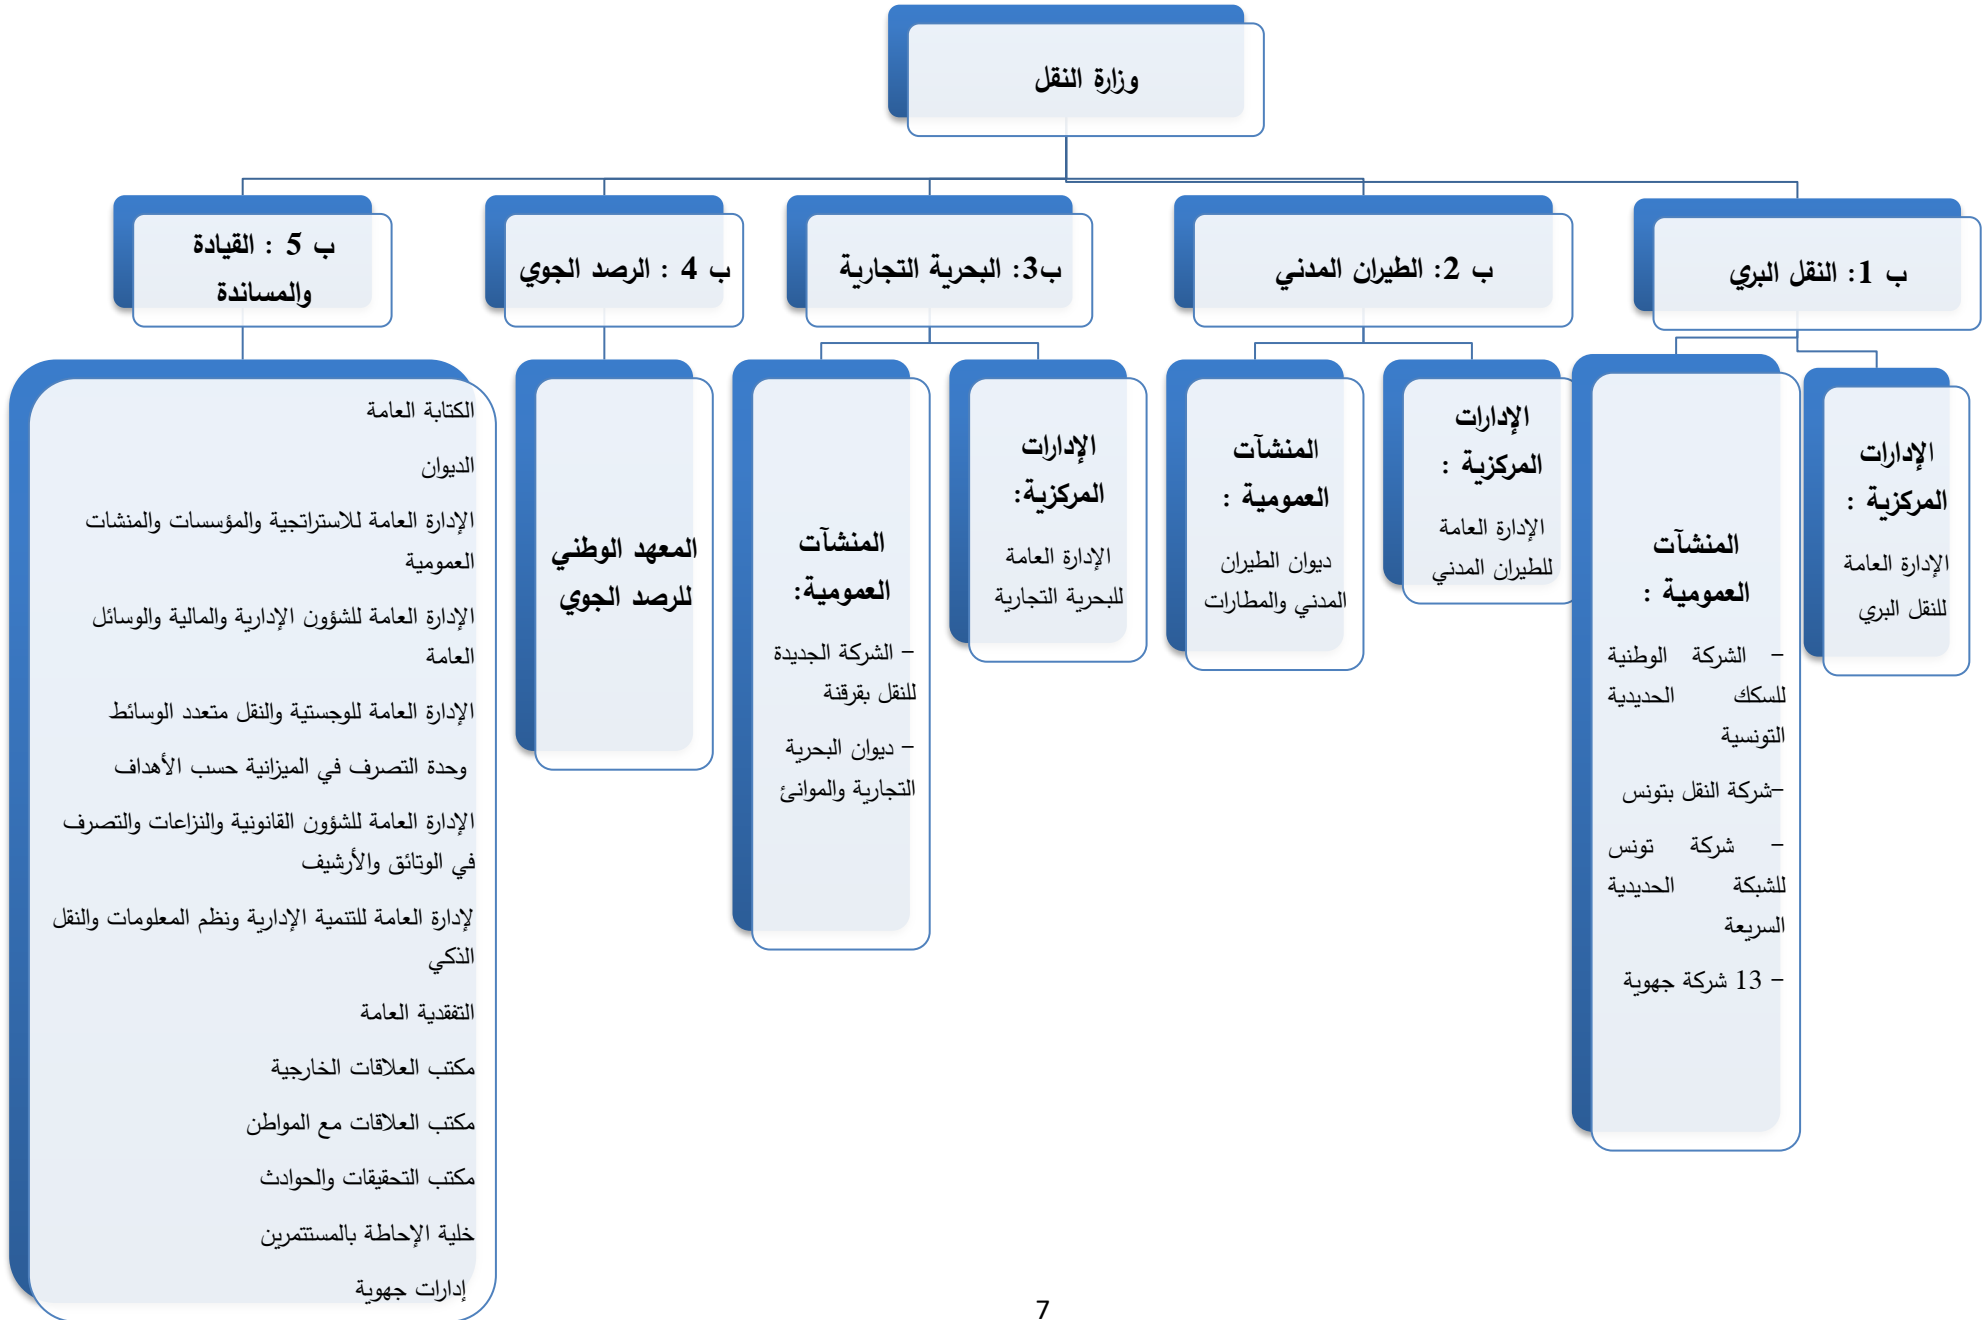 وزارة النقل
ب 1: النقل البري
ب 2: الطيران المدني
ب3: البحرية التجارية
ب 4 : الرصد الجوي
ب 5 : القيادة
والمساندة
الإدارات
المركزية :
الإدارة العامة
للنقل البري
المنشآت
العمومية :
– الشركة الوطنية
للسكك الحديدية
التونسية
–شركة النقل بتونس
– شركة تونس
للشبكة الحديدية
السريعة
– 13 شركة جهوية
الإدارات
المركزية :
الإدارة العامة
للطيران المدني
المنشآت
العمومية :
ديوان الطيران
المدني والمطارات
الإدارات
المركزية:
الإدارة العامة
للبحرية التجارية
المنشآت
العمومية:
– الشركة الجديدة
للنقل بقرقنة
– ديوان البحرية
التجارية والموانئ
المعهد الوطني
للرصد الجوي
الكتابة العامة
الديوان
الإدارة العامة للاستراتجية والمؤسسات والمنشات
العمومية
الإدارة العامة للشؤون الإدارية والمالية والوسائل
العامة
الإدارة العامة للوجستية والنقل متعدد الوسائط
وحدة التصرف في الميزانية حسب الأهداف
الإدارة العامة للشؤون القانونية والنزاعات والتصرف
في الوتائق والأرشيف
لإدارة العامة للتنمية الإدارية ونظم المعلومات والنقل
الذكي
التفقدية العامة
مكتب العلاقات الخارجية
مكتب العلاقات مع المواطن
مكتب التحقيقات والحوادث
خلية الإحاطة بالمستتمرين
إدارات جهوية
7